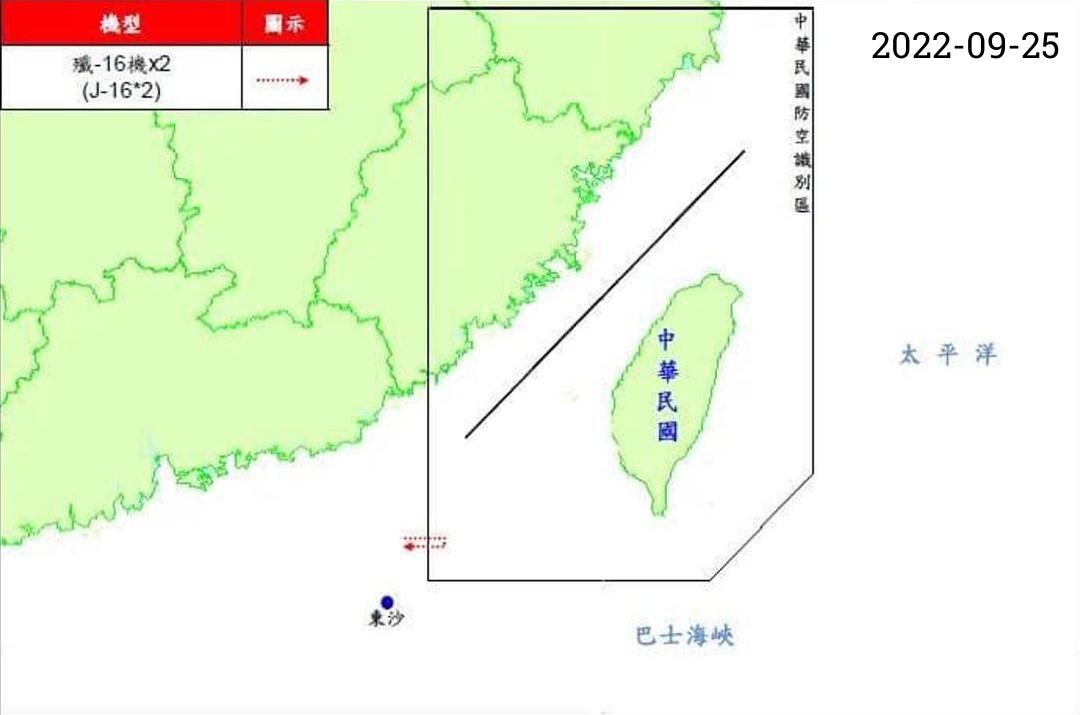 機型 圖示
殲-16機x2
(J-16*2)
2022-09-25
中華民國防空識別區
中華民國
太平洋
東沙
巴士海峽